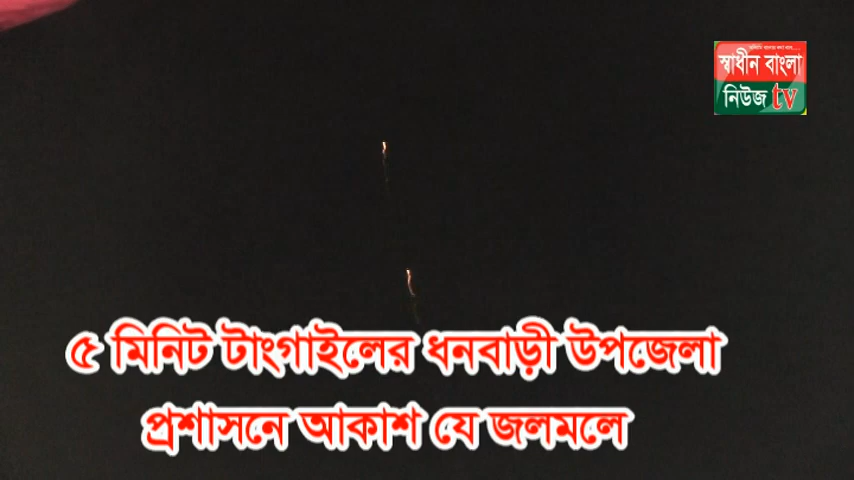 স্বাধীন বাংলা
নিউজ tv
৫ মিনিট টাংগাইলের ধনবাড়ী উপজেলা
প্রশাসনে আকাশ যে জলমলে